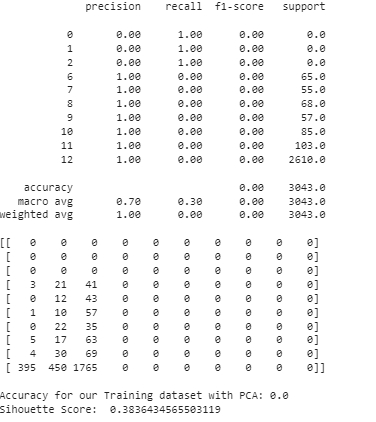 precision recall f1-score support
0 0.00 1.00 0.00 0.0
1 0.00 1.00 0.00 0.0
2 0.00 1.00 0.00 0.0
6 1.00 0.00 0.00 65.0
7 1.00 0.00 0.00 55.0
8 1.00 0.00 0.00 68.0
9 1.00 0.00 0.00 57.0
10 1.00 0.00 0.00 85.0
11 1.00 0.00 0.00 103.0
12 1.00 0.00 0.00 2610.0
accuracy 0.00 3043.0
macro avg 0.70 0.30 0.00 3043.0
weighted avg 1.00 0.00 0.00 3043.0
[[ 0 0 0 0 0 0 0 0 0 0]
[ 0 0 0 0 0 0 0 0 0 0]
[ 0 0 0 0 0 0 0 0 0 0]
[ 3 21 41 0 0 0 0 0 0 0]
[ 0 12 43 0 0 0 0 0 0 0]
[ 1 10 57 0 0 0 0 0 0 0]
[ 0 22 35 0 0 0 0 0 0 0]
[ 5 17 63 0 0 0 0 0 0 0]
[ 4 30 69 0 0 0 0 0 0 0]
[ 395 450 1765 0 0 0 0 0 0 0]]
Accuracy for our Training dataset with PCA: 0.0
Sihouette Score: 0.3836434565503119